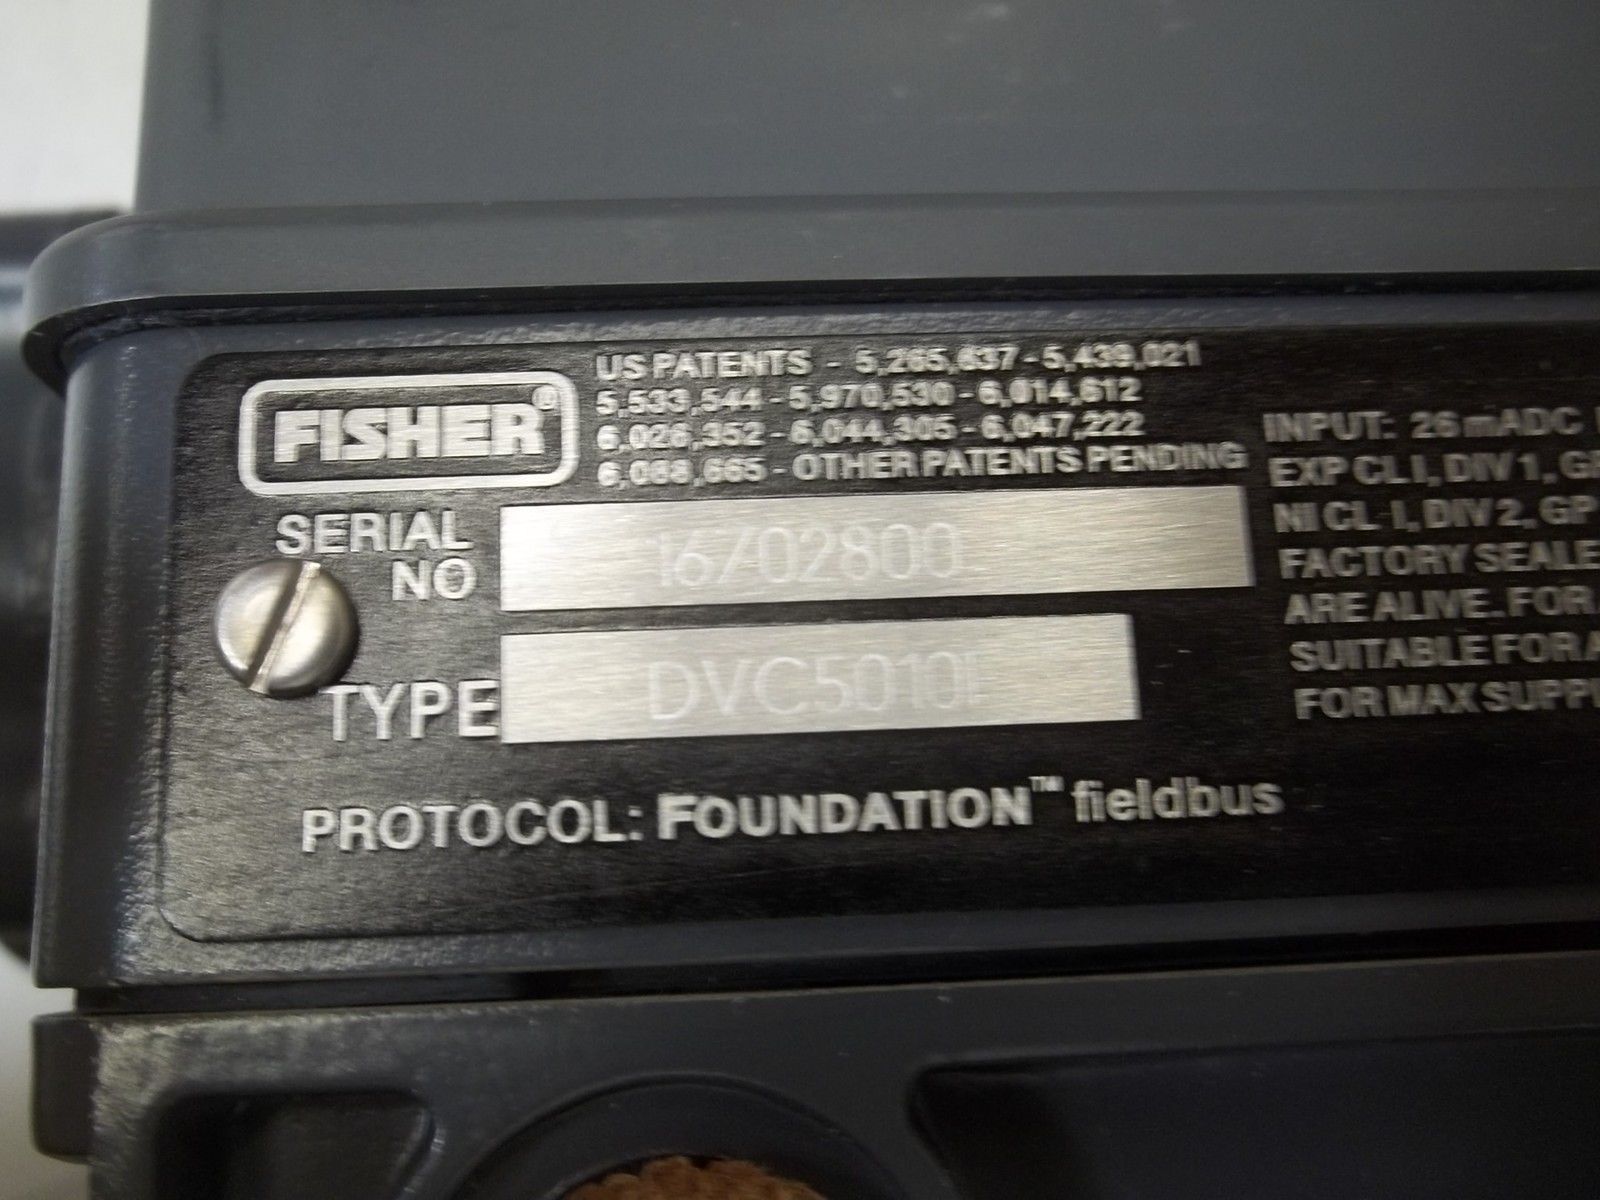 FISHER®
US PATENTS - 5,265,637 - 5,439,021
5,533,544 - 5,970,530 - 6,014,612
6,026,352 - 6,044,305 - 6,047,222
6,088,665 - OTHER PATENTS PENDING
SERIAL
NO
16702800
TYPE
DVC5010f
PROTOCOL: FOUNDATION™ fieldbus
INPUT: 26 mADC
EXP CL I, DIV 1, GP
NI CL I, DIV 2, GP
FACTORY SEALE
ARE ALIVE. FOR
SUITABLE FOR A
FOR MAX SUPPL